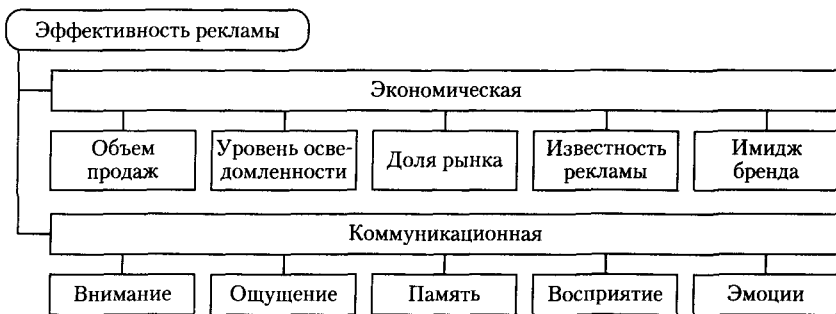 Эффективность рекламы
Экономическая
Объем
продаж
Уровень осве-
домленности
Доля рынка
Известность
рекламы
Имидж
бренда
Коммуникационная
Внимание
Ощущение
Память
Восприятие
Эмоции